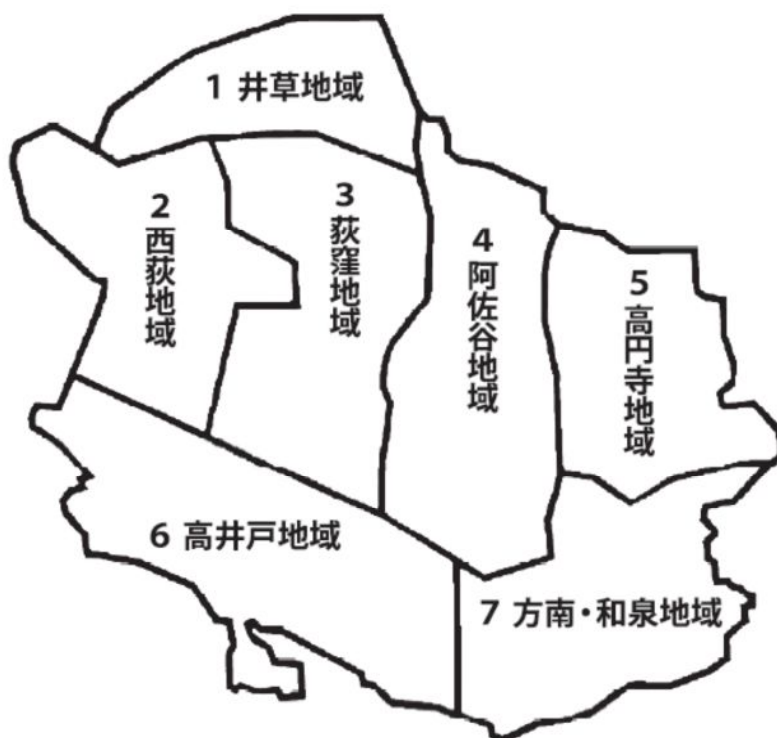 1 井草地域
2 西荻地域
3 荻窪地域
4 阿佐谷地域
5 高円寺地域
6 高井戸地域
7 方南・和泉地域